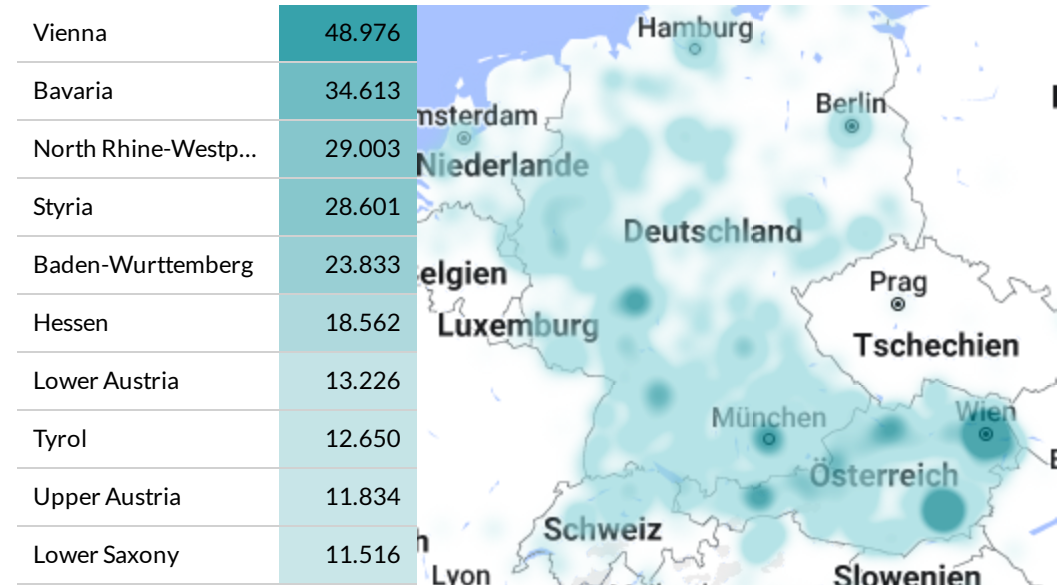 Vienna 48.976
Bavaria 34.613
North Rhine-Westp... 29.003
Styria 28.601
Baden-Wurttemberg 23.833
Hessen 18.562
Lower Austria 13.226
Tyrol 12.650
Upper Austria 11.834
Lower Saxony 11.516
Hamburg
Berlin
msterdam
Niederlande
Deutschland
elgien
Prag
Luxemburg
Tschechien
München
Wien
Österreich
Schweiz
Lyon
Slowenien